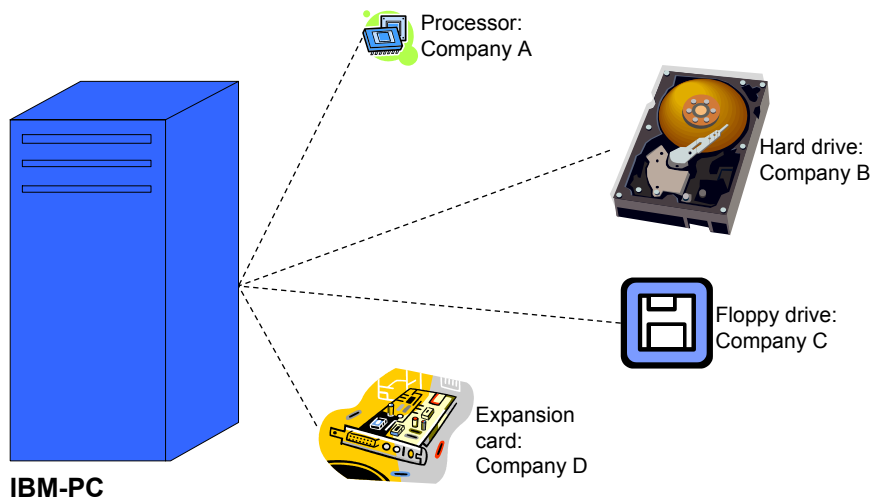 Processor:
Company A
Hard drive:
Company B
Floppy drive:
Company C
Expansion
card:
Company D
IBM-PC